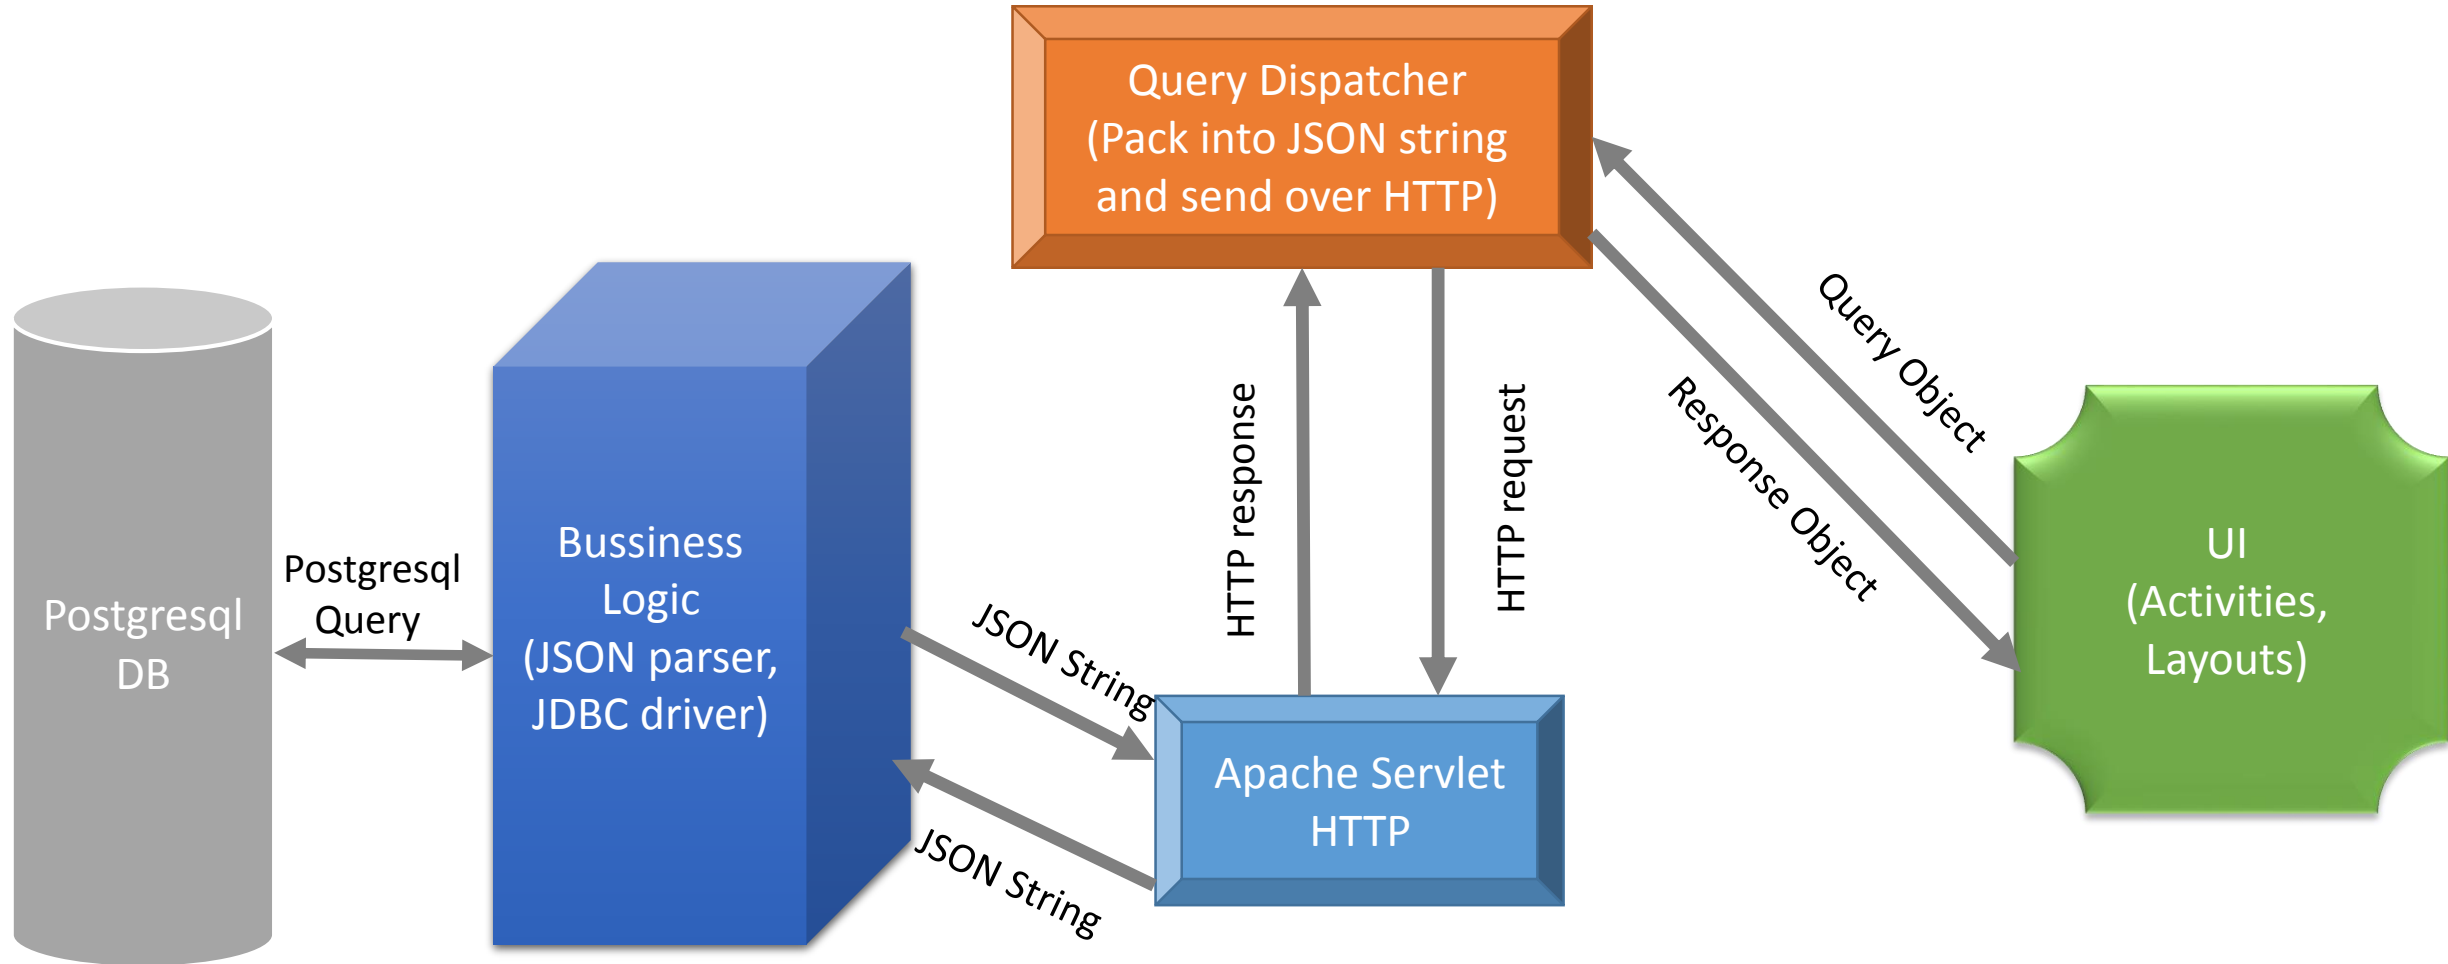 Query Dispatcher
(Pack into JSON string
and send over HTTP)
Query Object
Response Object
HTTP response
HTTP request
UI
(Activities,
Layouts)
Postgresql
DB
Postgresql
Query
Bussiness
Logic
(JSON parser,
JDBC driver)
JSON String
JSON String
Apache Servlet
HTTP